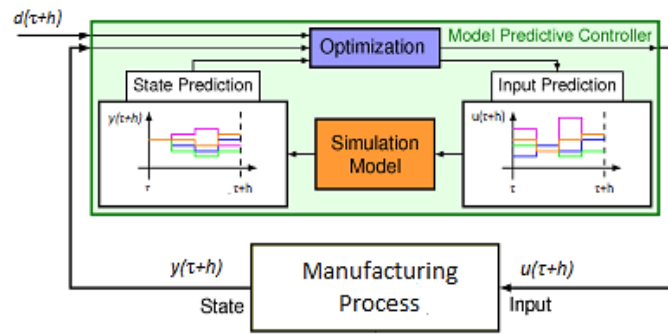 d(τ+h)
Model Predictive Controller
Optimization
State Prediction
Input Prediction
y(τ+h)
u(τ+h)
Simulation
Model
τ
τ+h
τ
τ+h
y(τ+h)
Manufacturing
Process
u(τ+h)
State
Input